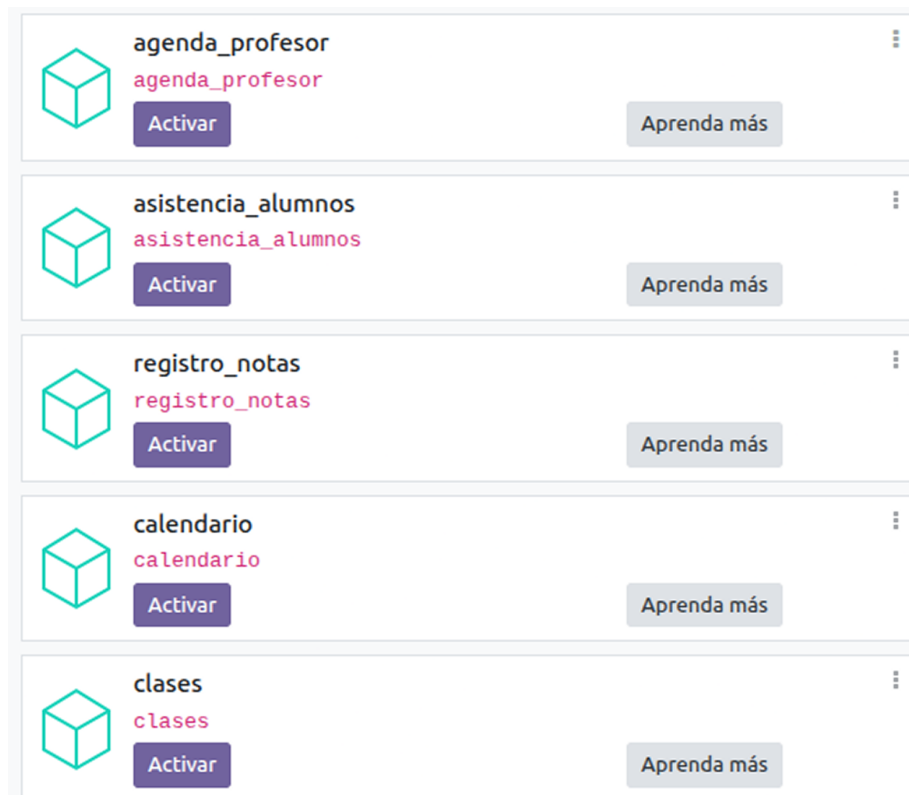 agenda_profesor
agenda_profesor
Activar Aprenda más
asistencia_alumnos
asistencia_alumnos
Activar Aprenda más
registro_notas
registro_notas
Activar Aprenda más
calendario
calendario
Activar Aprenda más
clases
clases
Activar Aprenda más